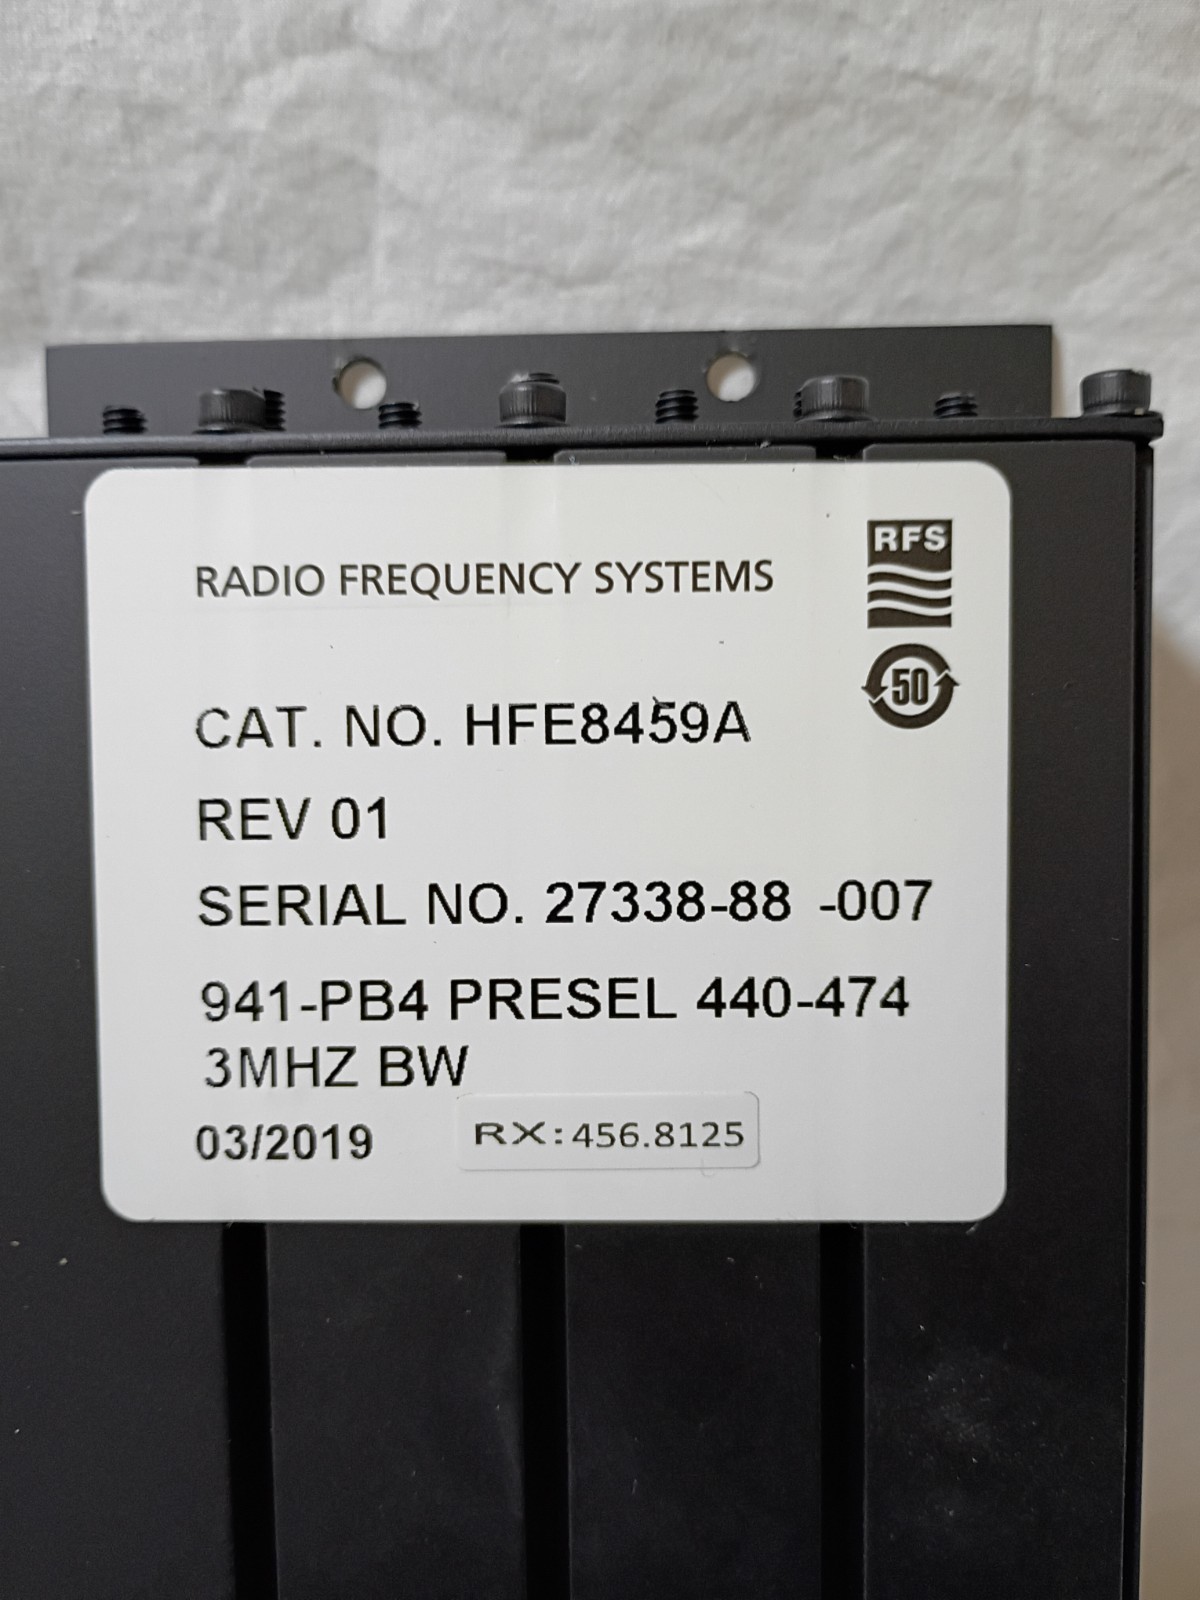 RADIO FREQUENCY SYSTEMS
RFS
50
CAT. NO. HFE8459A
REV 01
SERIAL NO. 27338-88 -007
941-PB4 PRESEL 440-474
3MHZ BW
03/2019
RX:456.8125